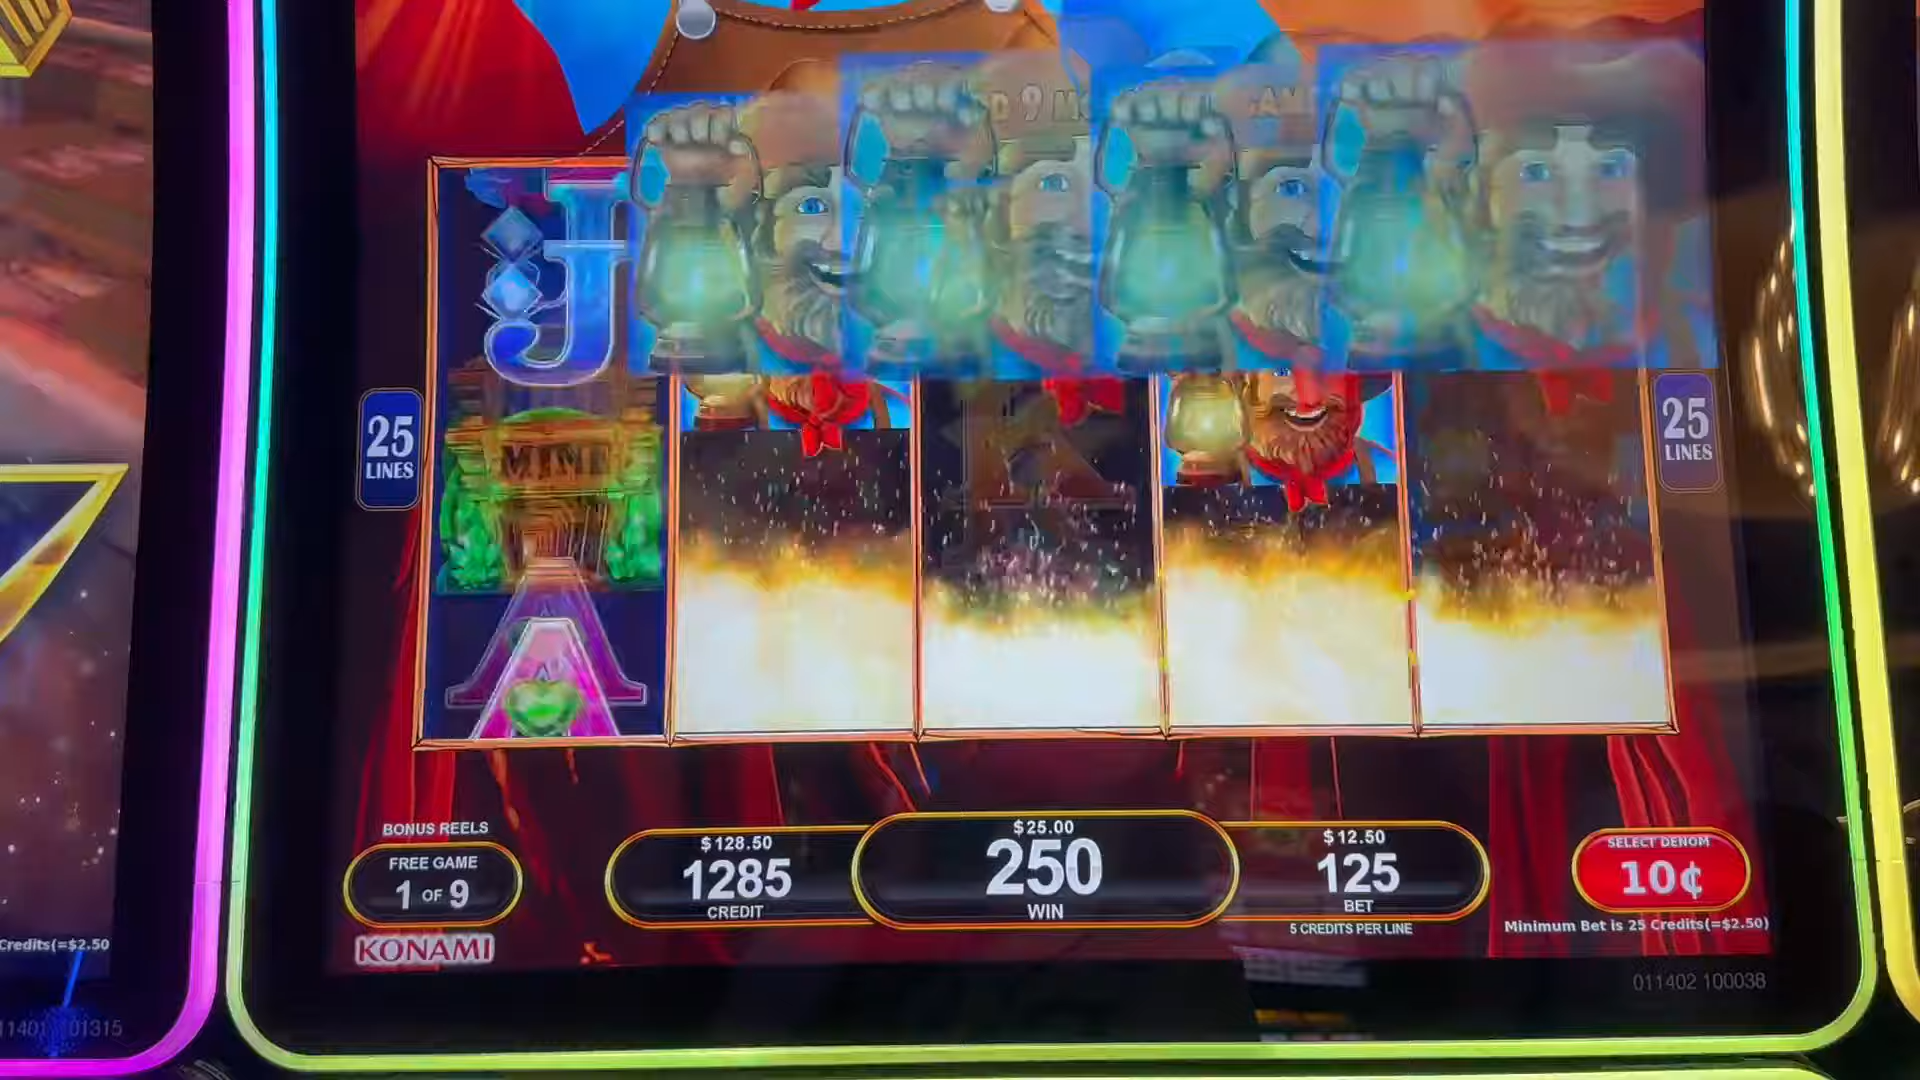 J
25
LINES
MINE
K
A
25
LINES
BONUS REELS
FREE GAME
1 OF 9
$128.50
1285
CREDIT
$25.00
250
WIN
$12.50
125
BET
5 CREDITS PER LINE
SELECT DENOM
10¢
Minimum Bet is 25 Credits(=$2.50)
KONAMI
011402 100038
Credits(=$2.50
101315